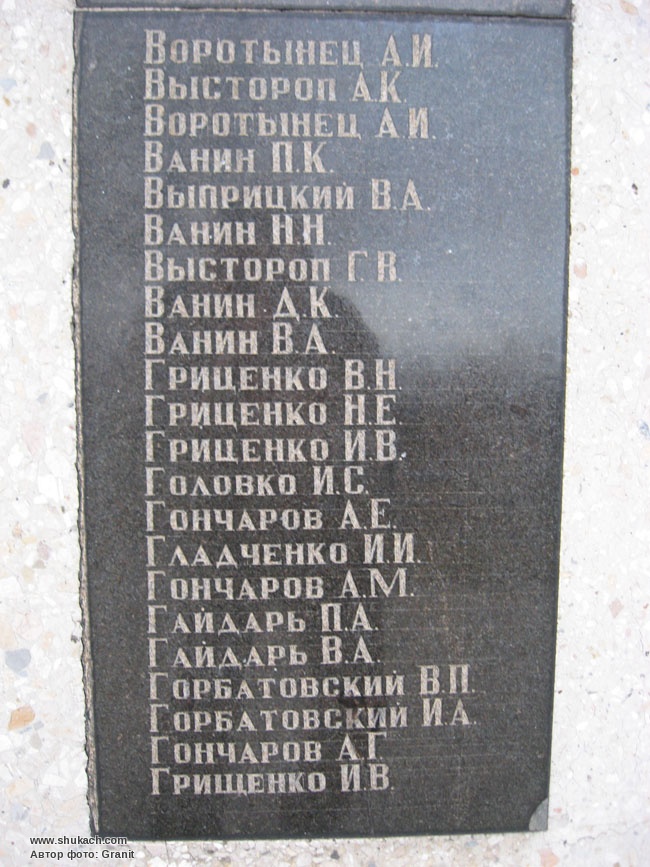 Воротынец А.И.
Выстороп А.К.
Воротынец А.И.
Ванин П.К.
Выприцкий В.А.
Ванин Н.Н.
Выстороп Г.В.
Ванин Д.К.
Ванин В.А.
Гриценко В.Н.
Гриценко Н.Е.
Гриценко И.В.
Головко И.С.
Гончаров А.Е.
Гладченко И.И.
Гончаров А.М.
Гайдарь П.А.
Гайдарь В.А.
Горбатовский В.П.
Горбатовский И.А.
Гончаров А.Г.
Грищенко И.В.
www.shukach.com
Автор фото: Granit